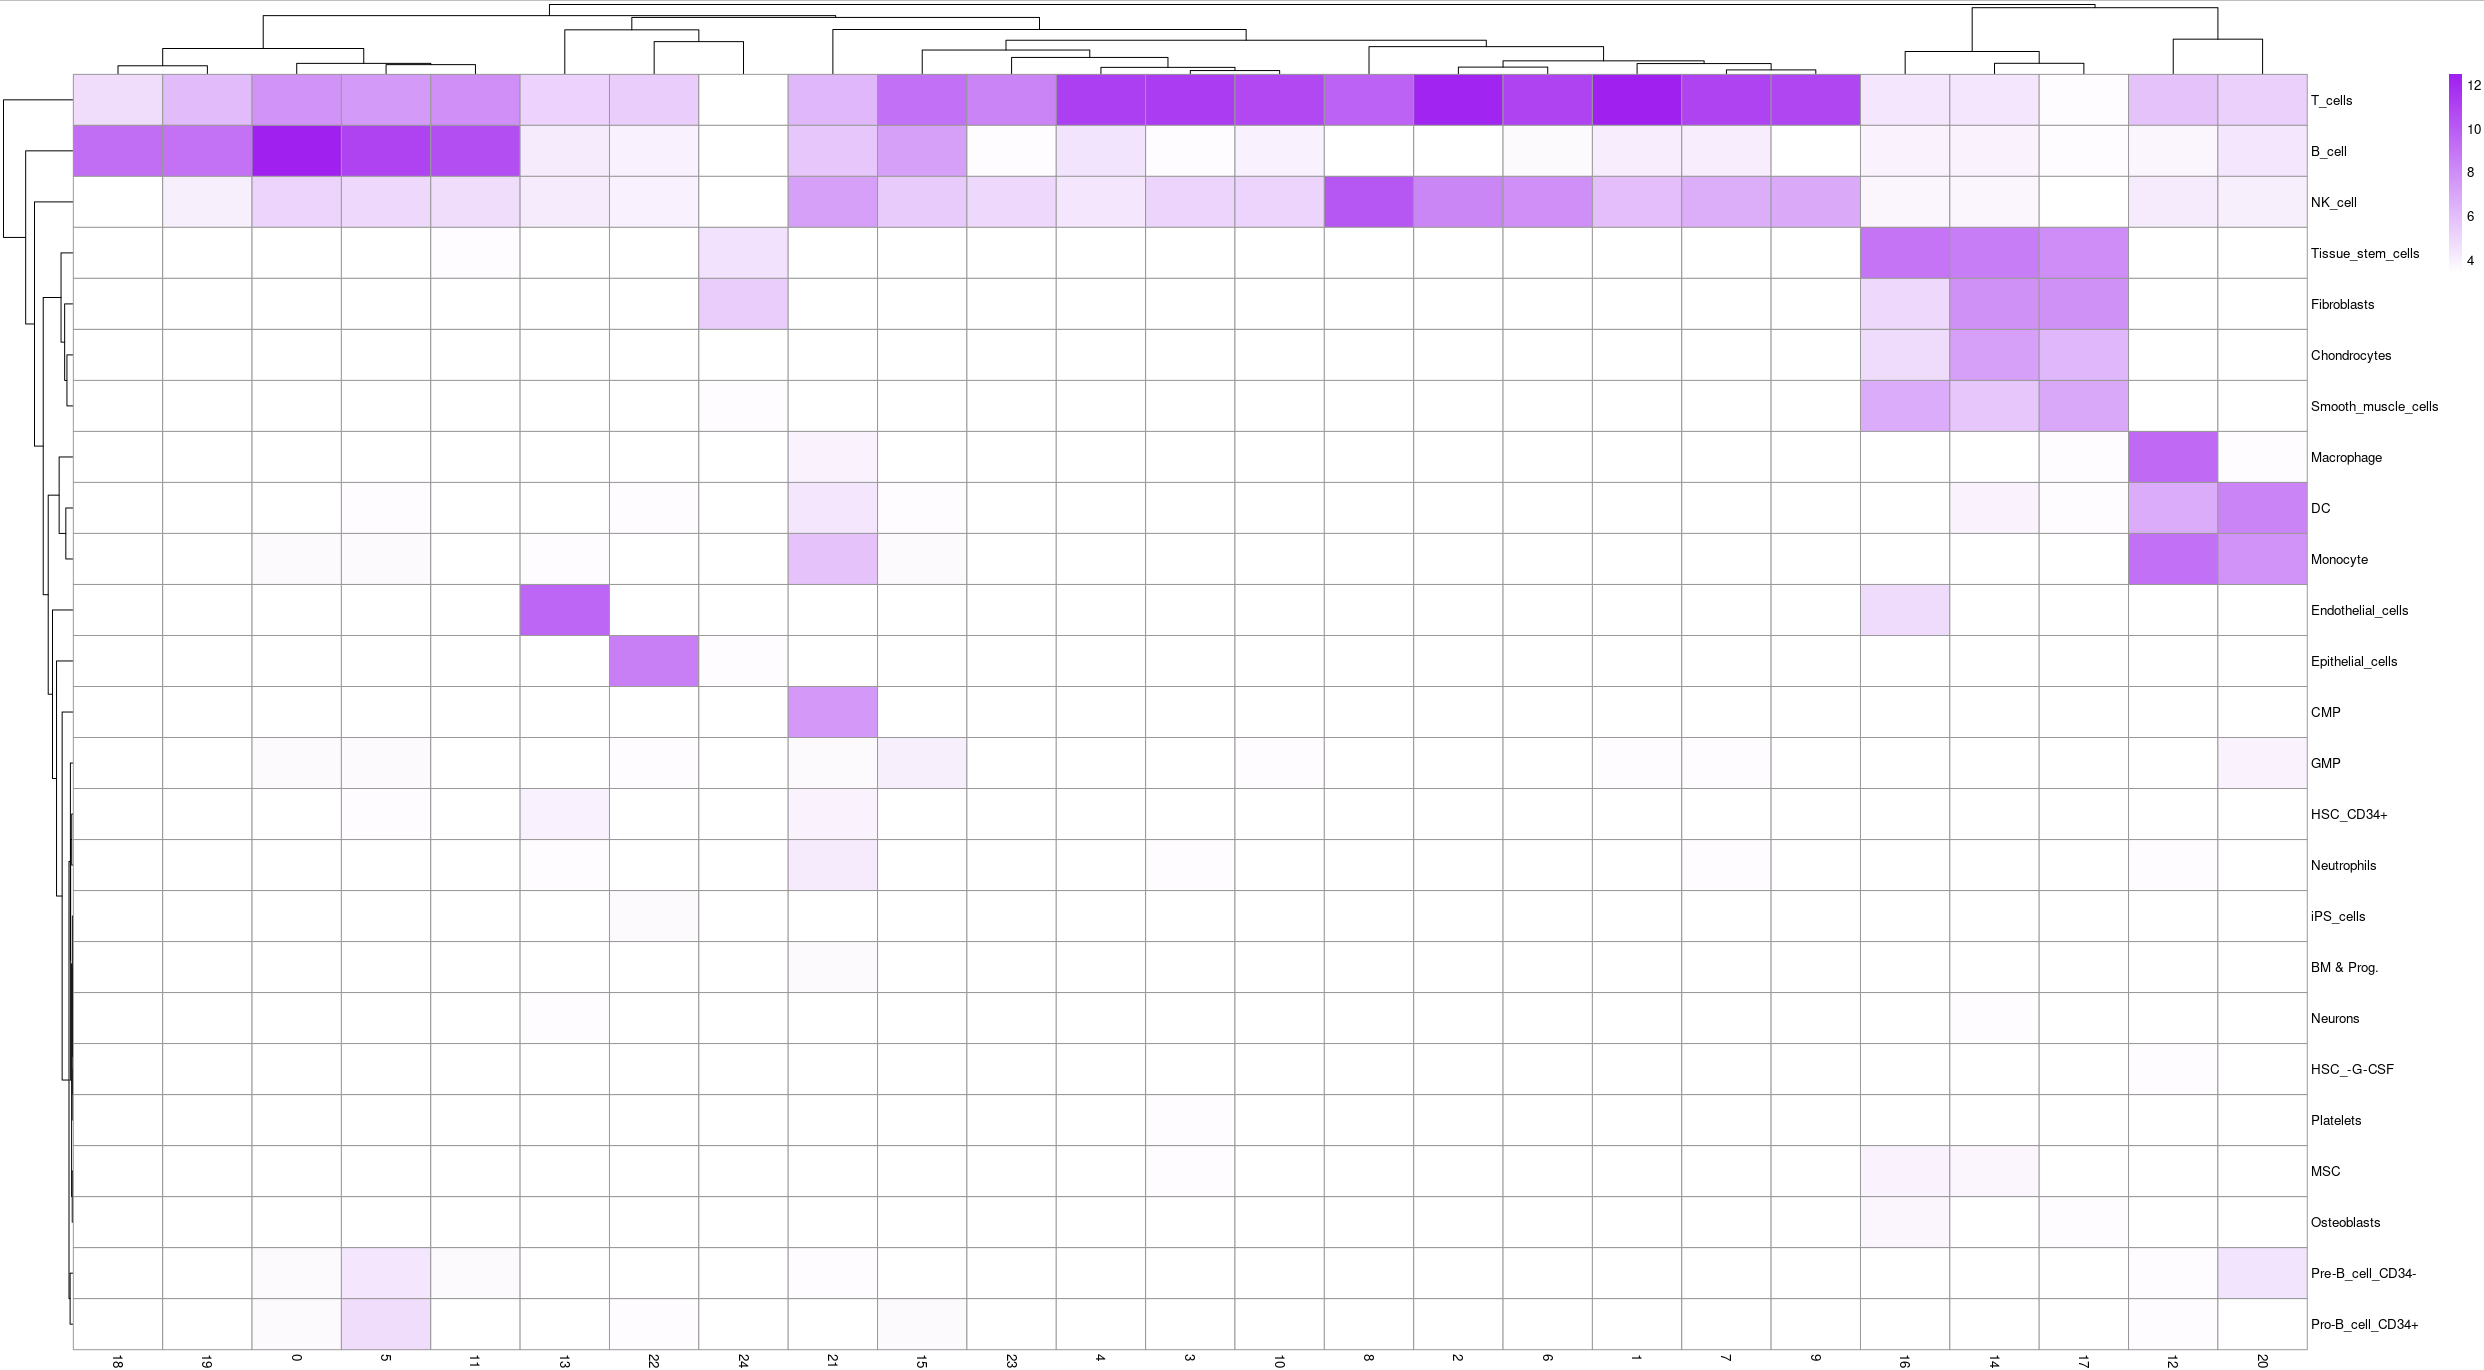 12
T_cells
10
B_cell
8
NK_cell
6
Tissue_stem_cells
4
Fibroblasts
Chondrocytes
Smooth_muscle_cells
Macrophage
DC
Monocyte
Endothelial_cells
Epithelial_cells
CMP
GMP
HSC_CD34+
Neutrophils
iPS_cells
BM & Prog.
Neurons
HSC_-G-CSF
Platelets
MSC
Osteoblasts
Pre-B_cell_CD34-
Pro-B_cell_CD34+
18 19 0 5 11 13 22 24 21 15 23 4 3 10 8 2 6 1 7 9 16 14 17 12 20